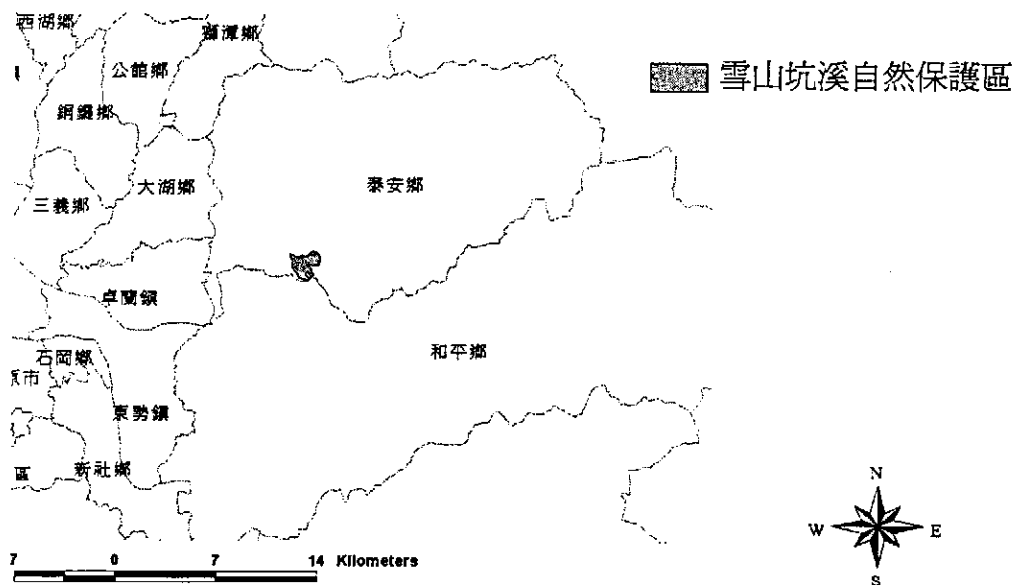 西湖鄉
獅潭鄉
公館鄉
雪山坑溪自然保護區
銅鑼鄉
大湖鄉
泰安鄉
三義鄉
卓蘭鎮
石岡鄉
和平鄉
原市
東勢鎮
新社鄉
區
N
W
E
S
7 0 7 14 Kilometers